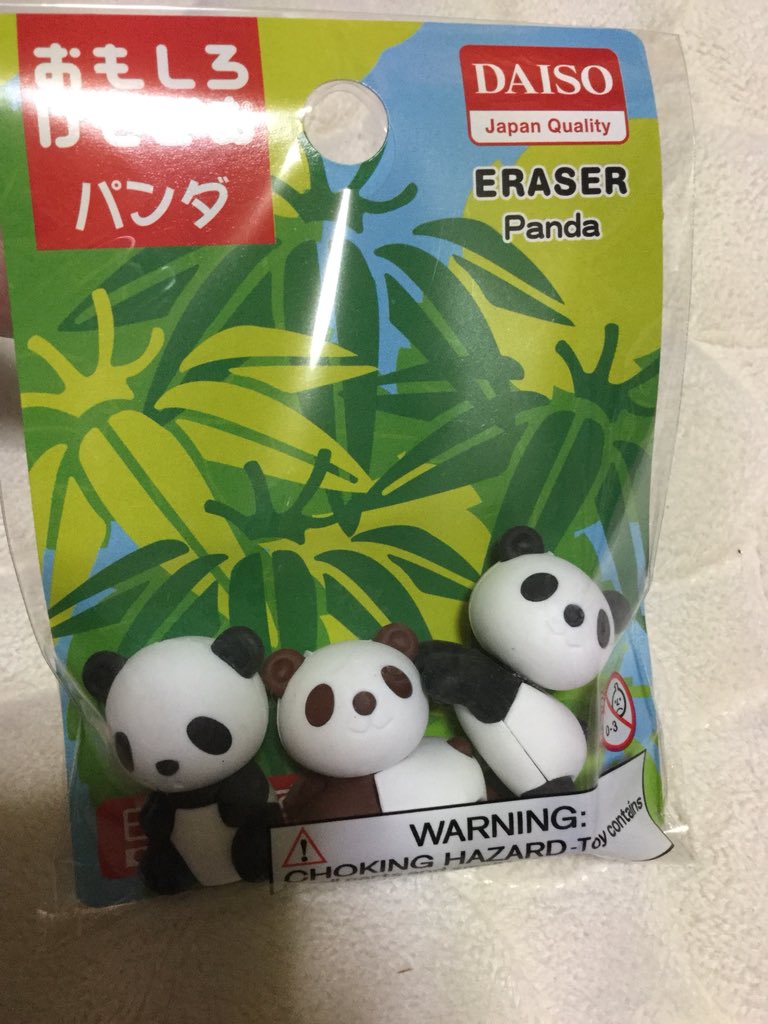 おもしろ
パンダ
DAISO
Japan Quality
ERASER
Panda
0-3
WARNING:
CHOKING HAZARD-Toy contains